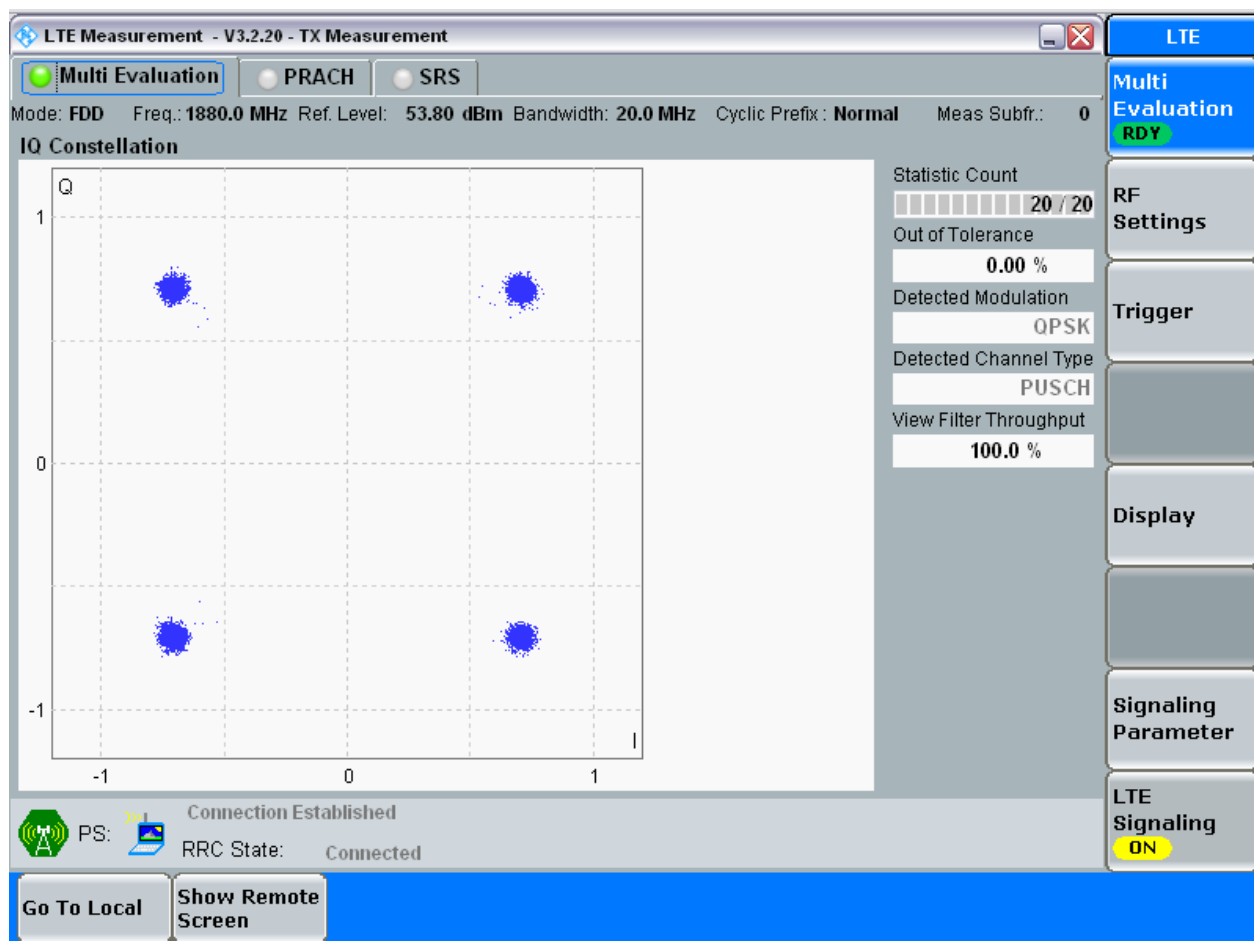 LTE Measurement - V3.2.20 - TX Measurement
LTE
Multi Evaluation PRACH SRS
Multi
Evaluation
RDY
Mode: FDD Freq.: 1880.0 MHz Ref. Level: 53.80 dBm Bandwidth: 20.0 MHz Cyclic Prefix : Normal Meas Subfr.: 0
IQ Constellation
Q
1
0
-1
I
-1 0 1
Statistic Count
20 / 20
Out of Tolerance
0.00 %
Detected Modulation
QPSK
Detected Channel Type
PUSCH
View Filter Throughput
100.0 %
RF
Settings
Trigger
Display
Signaling
Parameter
LTE
Signaling
ON
Connection Established
PS:
RRC State: Connected
Go To Local
Show Remote
Screen